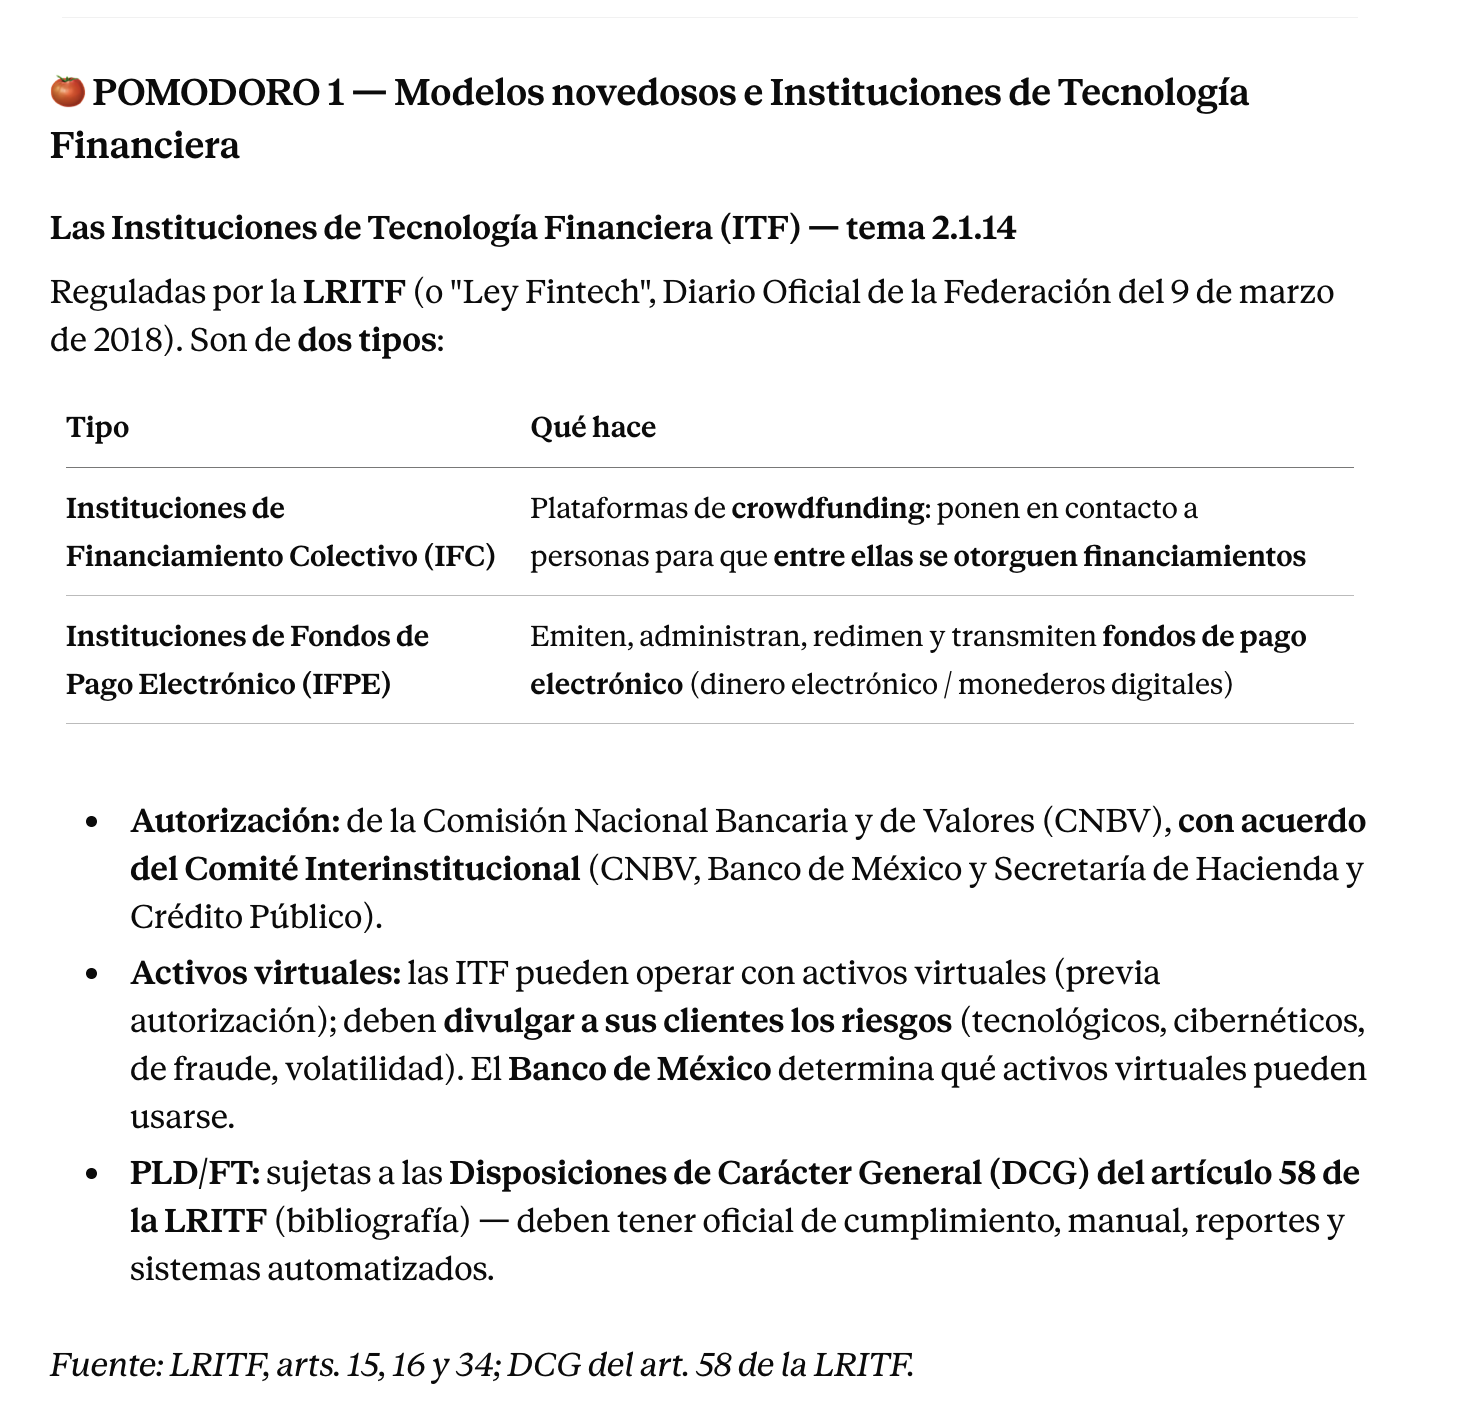 🍅 POMODORO 1 — Modelos novedosos e Instituciones de Tecnología
Financiera
Las Instituciones de Tecnología Financiera (ITF) — tema 2.1.14
Reguladas por la LRITF (o "Ley Fintech", Diario Oficial de la Federación del 9 de marzo
de 2018). Son de dos tipos:
Tipo Qué hace
Instituciones de
Financiamiento Colectivo (IFC)
Plataformas de crowdfunding: ponen en contacto a
personas para que entre ellas se otorguen financiamientos
Instituciones de Fondos de
Pago Electrónico (IFPE)
Emiten, administran, redimen y transmiten fondos de pago
electrónico (dinero electrónico / monederos digitales)
• Autorización: de la Comisión Nacional Bancaria y de Valores (CNBV), con acuerdo
del Comité Interinstitucional (CNBV, Banco de México y Secretaría de Hacienda y
Crédito Público).
• Activos virtuales: las ITF pueden operar con activos virtuales (previa
autorización); deben divulgar a sus clientes los riesgos (tecnológicos, cibernéticos,
de fraude, volatilidad). El Banco de México determina qué activos virtuales pueden
usarse.
• PLD/FT: sujetas a las Disposiciones de Carácter General (DCG) del artículo 58 de
la LRITF (bibliografía) — deben tener oficial de cumplimiento, manual, reportes y
sistemas automatizados.
Fuente: LRITF, arts. 15, 16 y 34; DCG del art. 58 de la LRITF.